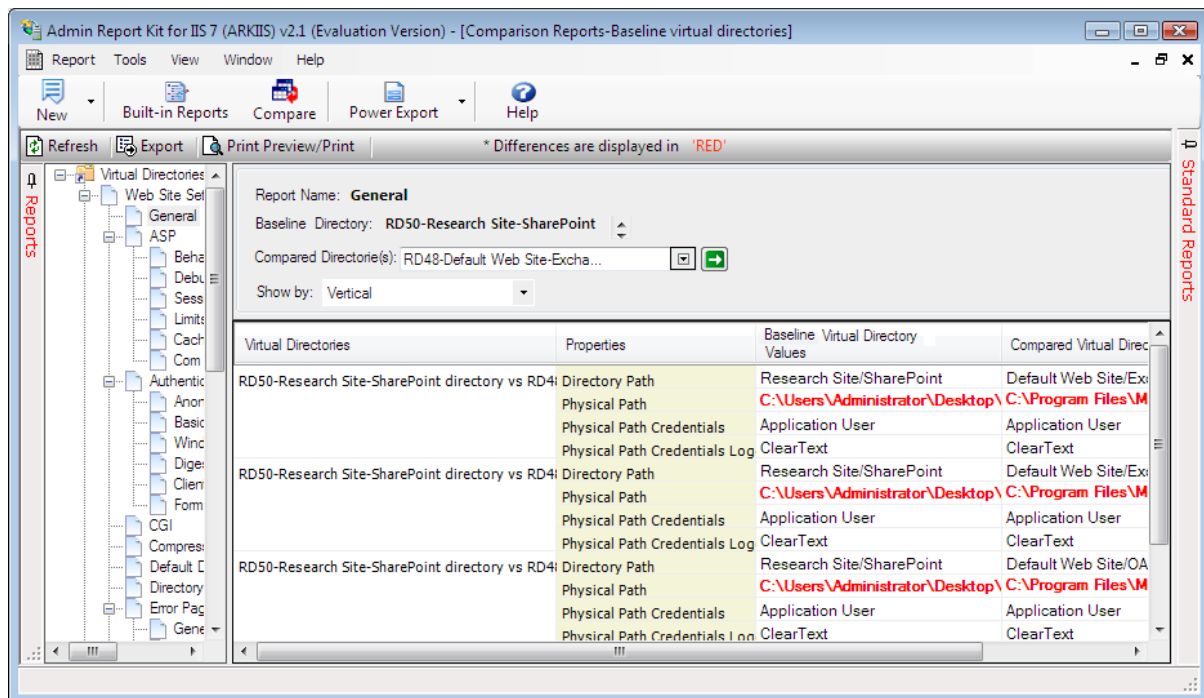 Admin Report Kit for IIS 7 (ARKIIS) v2.1 (Evaluation Version) - [Comparison Reports-Baseline virtual directories]
Report Tools View Window Help
New Built-in Reports Compare Power Export Help
Refresh Export Print Preview/Print * Differences are displayed in 'RED'
Reports
Virtual Directories
Web Site Set
General
ASP
Beha
Debu
Sess
Limits
Cach
Com
Authentic
Anon
Basic
Wind
Diges
Clien
Form
CGI
Compres
Default D
Directory
Error Pag
Gene
Report Name: General
Baseline Directory: RD50-Research Site-SharePoint
Compared Directorie(s): RD48-Default Web Site-Excha...
Show by: Vertical
Virtual Directories Properties Baseline Virtual Directory Values Compared Virtual Direc
RD50-Research Site-SharePoint directory vs RD48 Directory Path Research Site/SharePoint Default Web Site/Exc
Physical Path C:\Users\Administrator\Desktop\ C:\Program Files\M
Physical Path Credentials Application User Application User
Physical Path Credentials Log ClearText ClearText
RD50-Research Site-SharePoint directory vs RD48 Directory Path Research Site/SharePoint Default Web Site/Exc
Physical Path C:\Users\Administrator\Desktop\ C:\Program Files\M
Physical Path Credentials Application User Application User
Physical Path Credentials Log ClearText ClearText
RD50-Research Site-SharePoint directory vs RD48 Directory Path Research Site/SharePoint Default Web Site/OA
Physical Path C:\Users\Administrator\Desktop\ C:\Program Files\M
Physical Path Credentials Application User Application User
Physical Path Credentials Log ClearText ClearText
Standard Reports